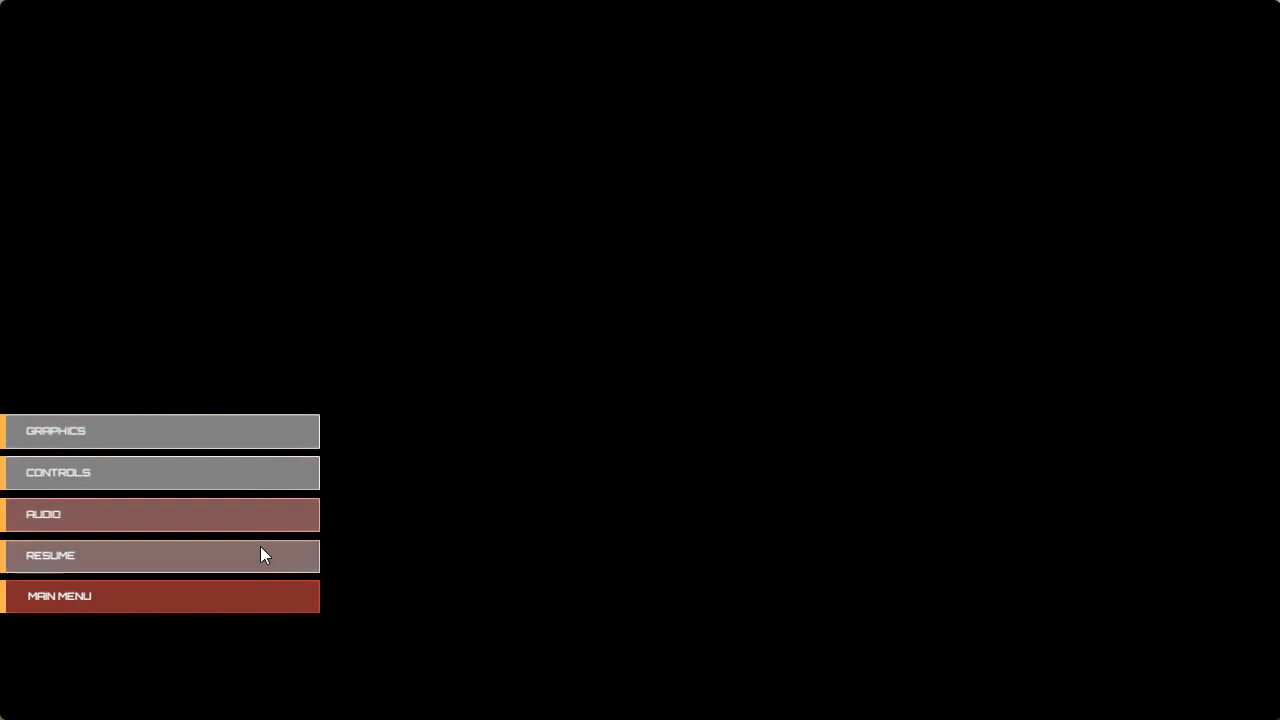 GRAPHICS
CONTROLS
AUDIO
RESUME
MAIN MENU